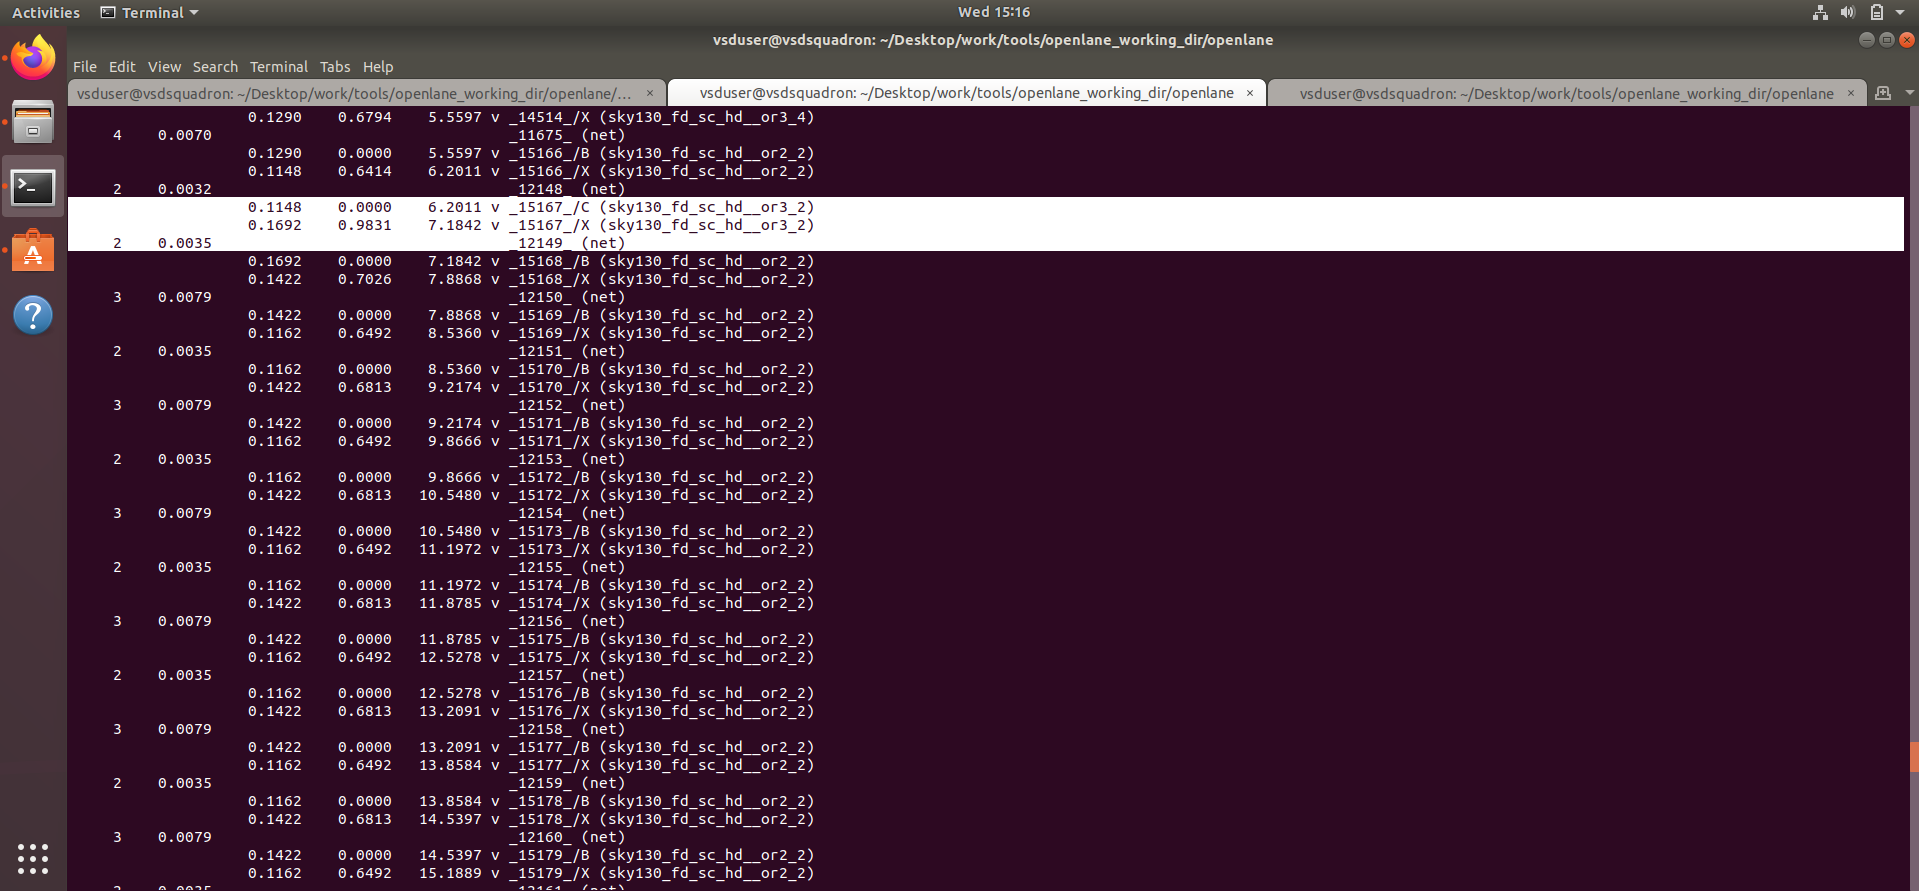 Activities Terminal Wed 15:16
vsduser@vsdsquadron: ~/Desktop/work/tools/openlane_working_dir/openlane
File Edit View Search Terminal Tabs Help
vsduser@vsdsquadron: ~/Desktop/work/tools/openlane_working_dir/openlane/... × vsduser@vsdsquadron: ~/Desktop/work/tools/openlane_working_dir/openlane × vsduser@vsdsquadron: ~/Desktop/work/tools/openlane_working_dir/openlane ×
0.1290 0.6794 5.5597 v _14514_/X (sky130_fd_sc_hd__or3_4)
4 0.0070 _11675_ (net)
0.1290 0.0000 5.5597 v _15166_/B (sky130_fd_sc_hd__or2_2)
0.1148 0.6414 6.2011 v _15166_/X (sky130_fd_sc_hd__or2_2)
2 0.0032 _12148_ (net)
0.1148 0.0000 6.2011 v _15167_/C (sky130_fd_sc_hd__or3_2)
0.1692 0.9831 7.1842 v _15167_/X (sky130_fd_sc_hd__or3_2)
2 0.0035 _12149_ (net)
0.1692 0.0000 7.1842 v _15168_/B (sky130_fd_sc_hd__or2_2)
0.1422 0.7026 7.8868 v _15168_/X (sky130_fd_sc_hd__or2_2)
3 0.0079 _12150_ (net)
0.1422 0.0000 7.8868 v _15169_/B (sky130_fd_sc_hd__or2_2)
0.1162 0.6492 8.5360 v _15169_/X (sky130_fd_sc_hd__or2_2)
2 0.0035 _12151_ (net)
0.1162 0.0000 8.5360 v _15170_/B (sky130_fd_sc_hd__or2_2)
0.1422 0.6813 9.2174 v _15170_/X (sky130_fd_sc_hd__or2_2)
3 0.0079 _12152_ (net)
0.1422 0.0000 9.2174 v _15171_/B (sky130_fd_sc_hd__or2_2)
0.1162 0.6492 9.8666 v _15171_/X (sky130_fd_sc_hd__or2_2)
2 0.0035 _12153_ (net)
0.1162 0.0000 9.8666 v _15172_/B (sky130_fd_sc_hd__or2_2)
0.1422 0.6813 10.5480 v _15172_/X (sky130_fd_sc_hd__or2_2)
3 0.0079 _12154_ (net)
0.1422 0.0000 10.5480 v _15173_/B (sky130_fd_sc_hd__or2_2)
0.1162 0.6492 11.1972 v _15173_/X (sky130_fd_sc_hd__or2_2)
2 0.0035 _12155_ (net)
0.1162 0.0000 11.1972 v _15174_/B (sky130_fd_sc_hd__or2_2)
0.1422 0.6813 11.8785 v _15174_/X (sky130_fd_sc_hd__or2_2)
3 0.0079 _12156_ (net)
0.1422 0.0000 11.8785 v _15175_/B (sky130_fd_sc_hd__or2_2)
0.1162 0.6492 12.5278 v _15175_/X (sky130_fd_sc_hd__or2_2)
2 0.0035 _12157_ (net)
0.1162 0.0000 12.5278 v _15176_/B (sky130_fd_sc_hd__or2_2)
0.1422 0.6813 13.2091 v _15176_/X (sky130_fd_sc_hd__or2_2)
3 0.0079 _12158_ (net)
0.1422 0.0000 13.2091 v _15177_/B (sky130_fd_sc_hd__or2_2)
0.1162 0.6492 13.8584 v _15177_/X (sky130_fd_sc_hd__or2_2)
2 0.0035 _12159_ (net)
0.1162 0.0000 13.8584 v _15178_/B (sky130_fd_sc_hd__or2_2)
0.1422 0.6813 14.5397 v _15178_/X (sky130_fd_sc_hd__or2_2)
3 0.0079 _12160_ (net)
0.1422 0.0000 14.5397 v _15179_/B (sky130_fd_sc_hd__or2_2)
0.1162 0.6492 15.1889 v _15179_/X (sky130_fd_sc_hd__or2_2)
2 0.0035 _12161_ (net)